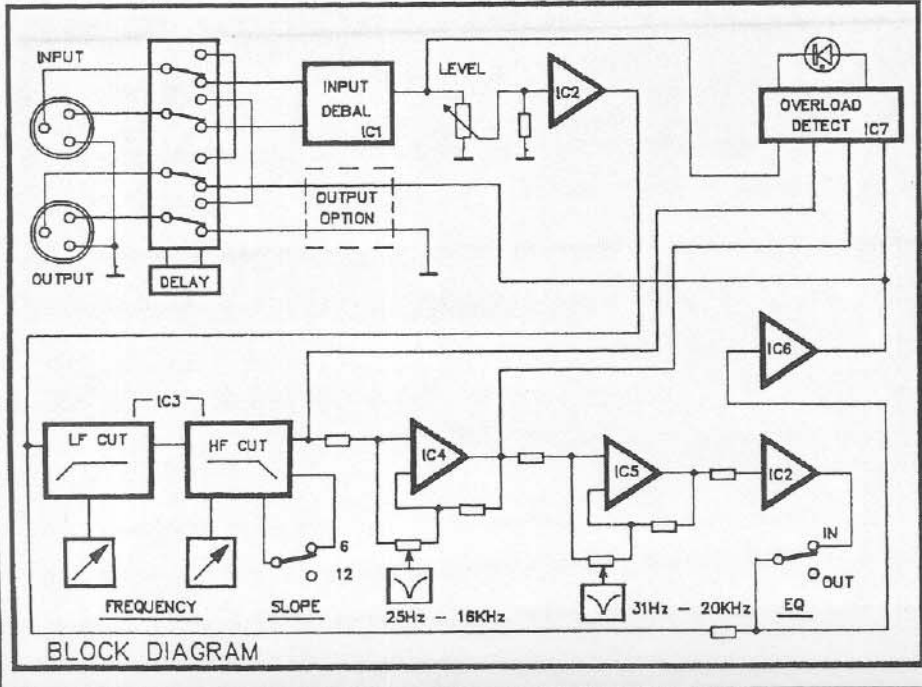 INPUT
INPUT
DEBAL
IC1
LEVEL
IC2
OVERLOAD
DETECT
IC7
OUTPUT
OPTION
OUTPUT
DELAY
IC6
IC3
LF CUT
HF CUT
IC4
IC5
IC2
6
12
IN
OUT
FREQUENCY
SLOPE
25Hz - 16KHz
31Hz - 20KHz
EQ
BLOCK DIAGRAM